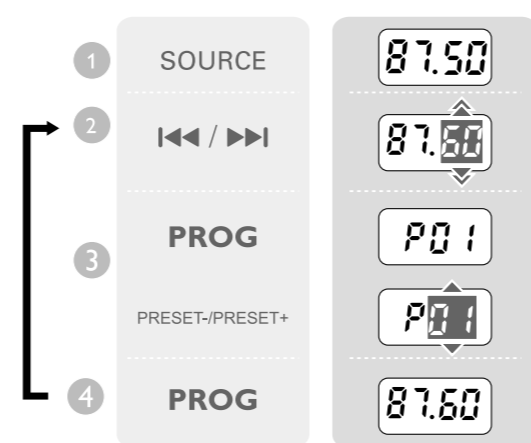 1 SOURCE 87.50
2 ⏮ / ⏭ 87.60
3 PROG P01
PRESET-/PRESET+ P01
4 PROG 87.60